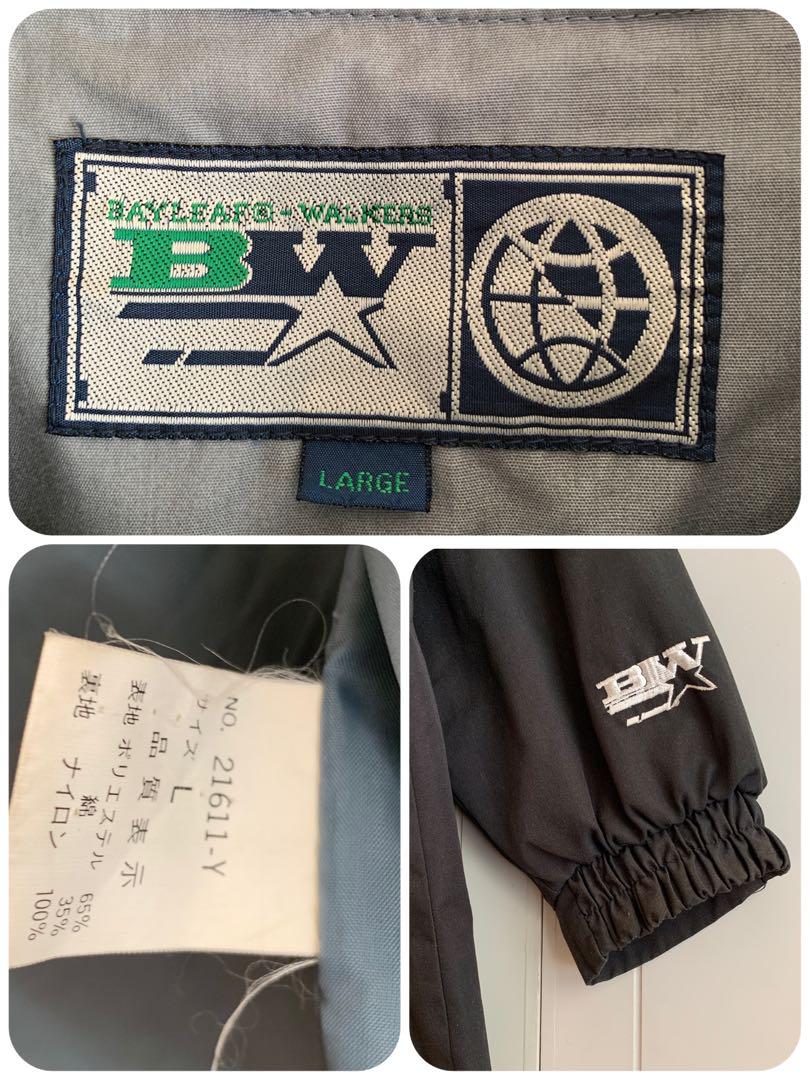 BAYLEAF®-WALKERS
BW
LARGE
NO. 21611-Y
サイズ L
品質表示
表地 ポリエステル 65%
綿 35%
裏地 ナイロン 100%
BW